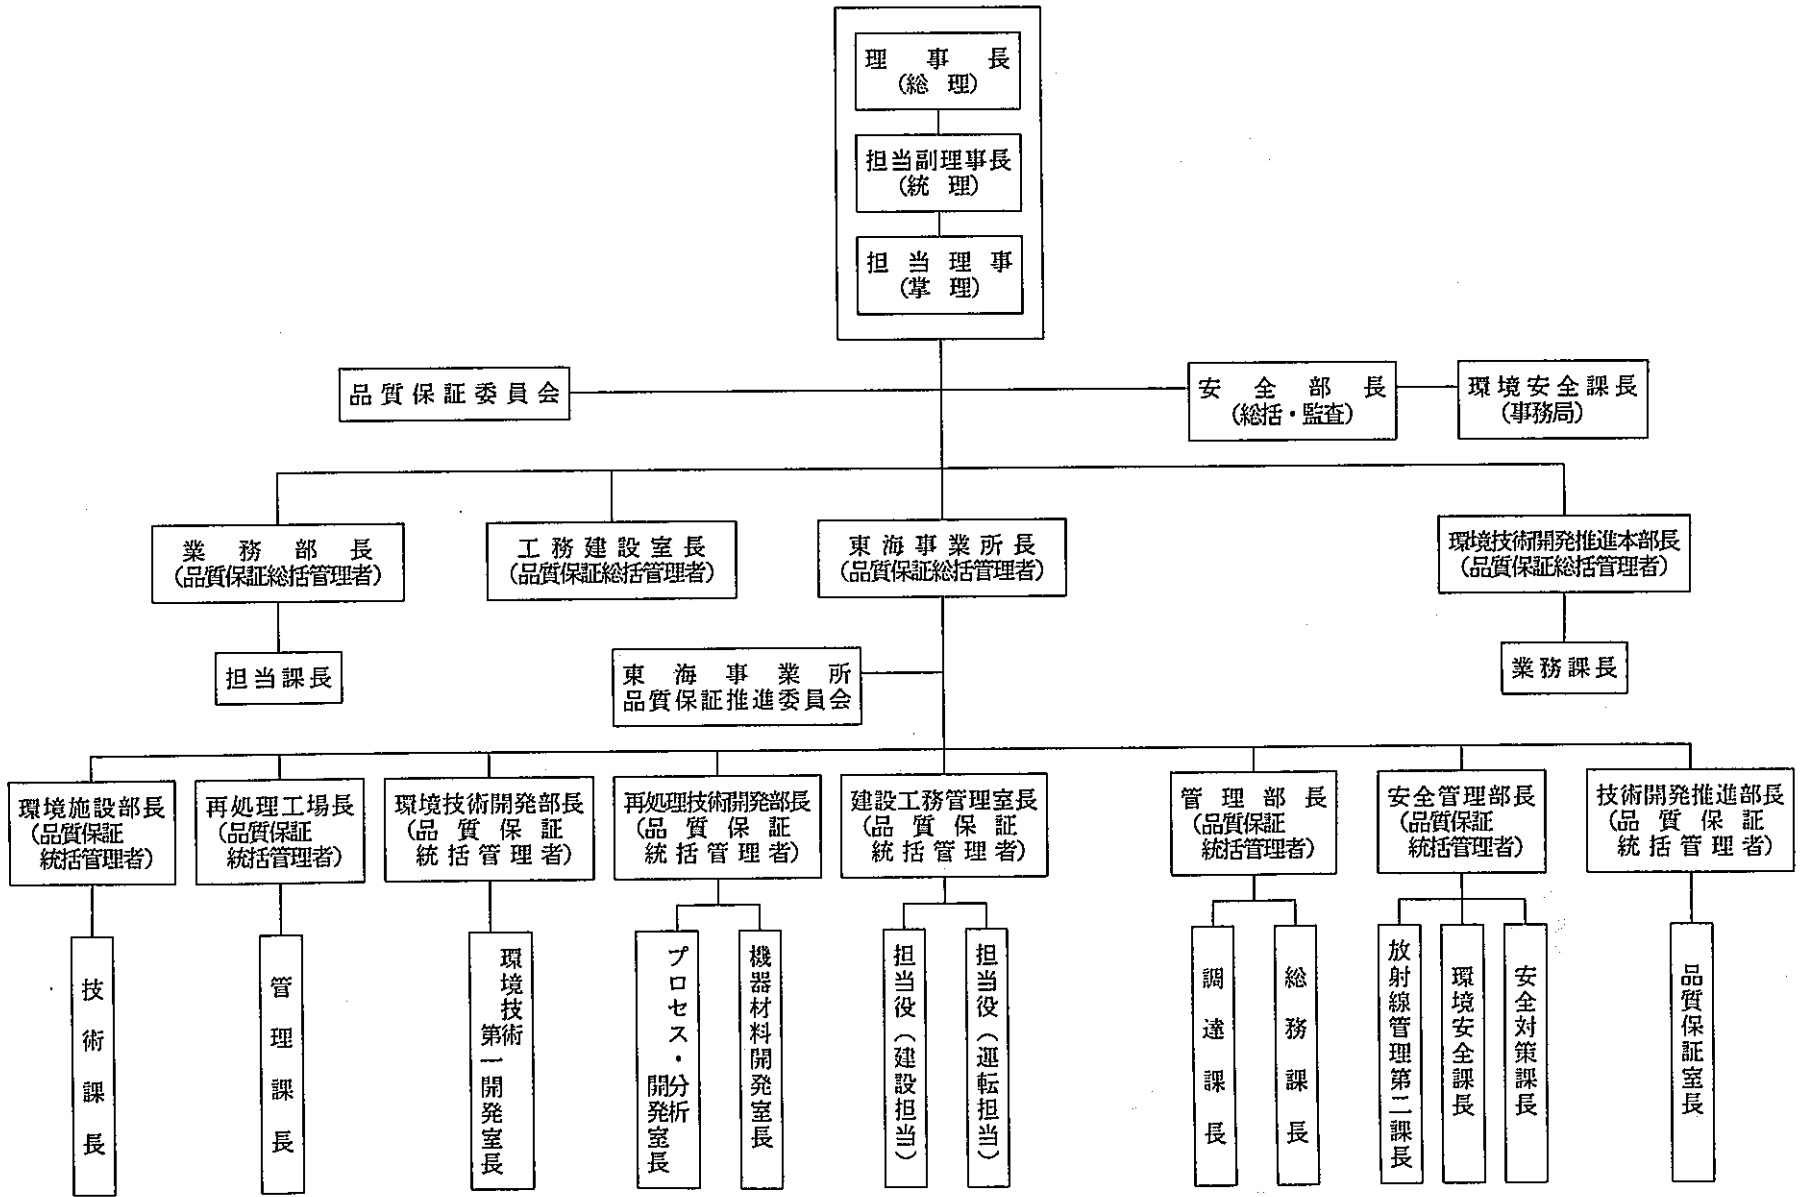 理事長
(総理)
担当副理事長
(統理)
担当理事
(掌理)
品質保証委員会
安全部長
(総括・監査)
環境安全課長
(事務局)
業務部長
(品質保証総括管理者)
工務建設室長
(品質保証総括管理者)
東海事業所長
(品質保証総括管理者)
環境技術開発推進本部長
(品質保証総括管理者)
担当課長
東海事業所
品質保証推進委員会
業務課長
環境施設部長
(品質保証
統括管理者)
再処理工場長
(品質保証
統括管理者)
環境技術開発部長
(品質保証
統括管理者)
再処理技術開発部長
(品質保証
統括管理者)
建設工務管理室長
(品質保証
統括管理者)
管理部長
(品質保証
統括管理者)
安全管理部長
(品質保証
統括管理者)
技術開発推進部長
(品質保証
統括管理者)
技術課長
管理課長
環境技術
第一開発室長
プロセス・分析
開発室長
機器材料開発室長
担当役(建設担当)
担当役(運転担当)
調達課長
総務課長
放射線管理第二課長
環境安全課長
安全対策課長
品質保証室長